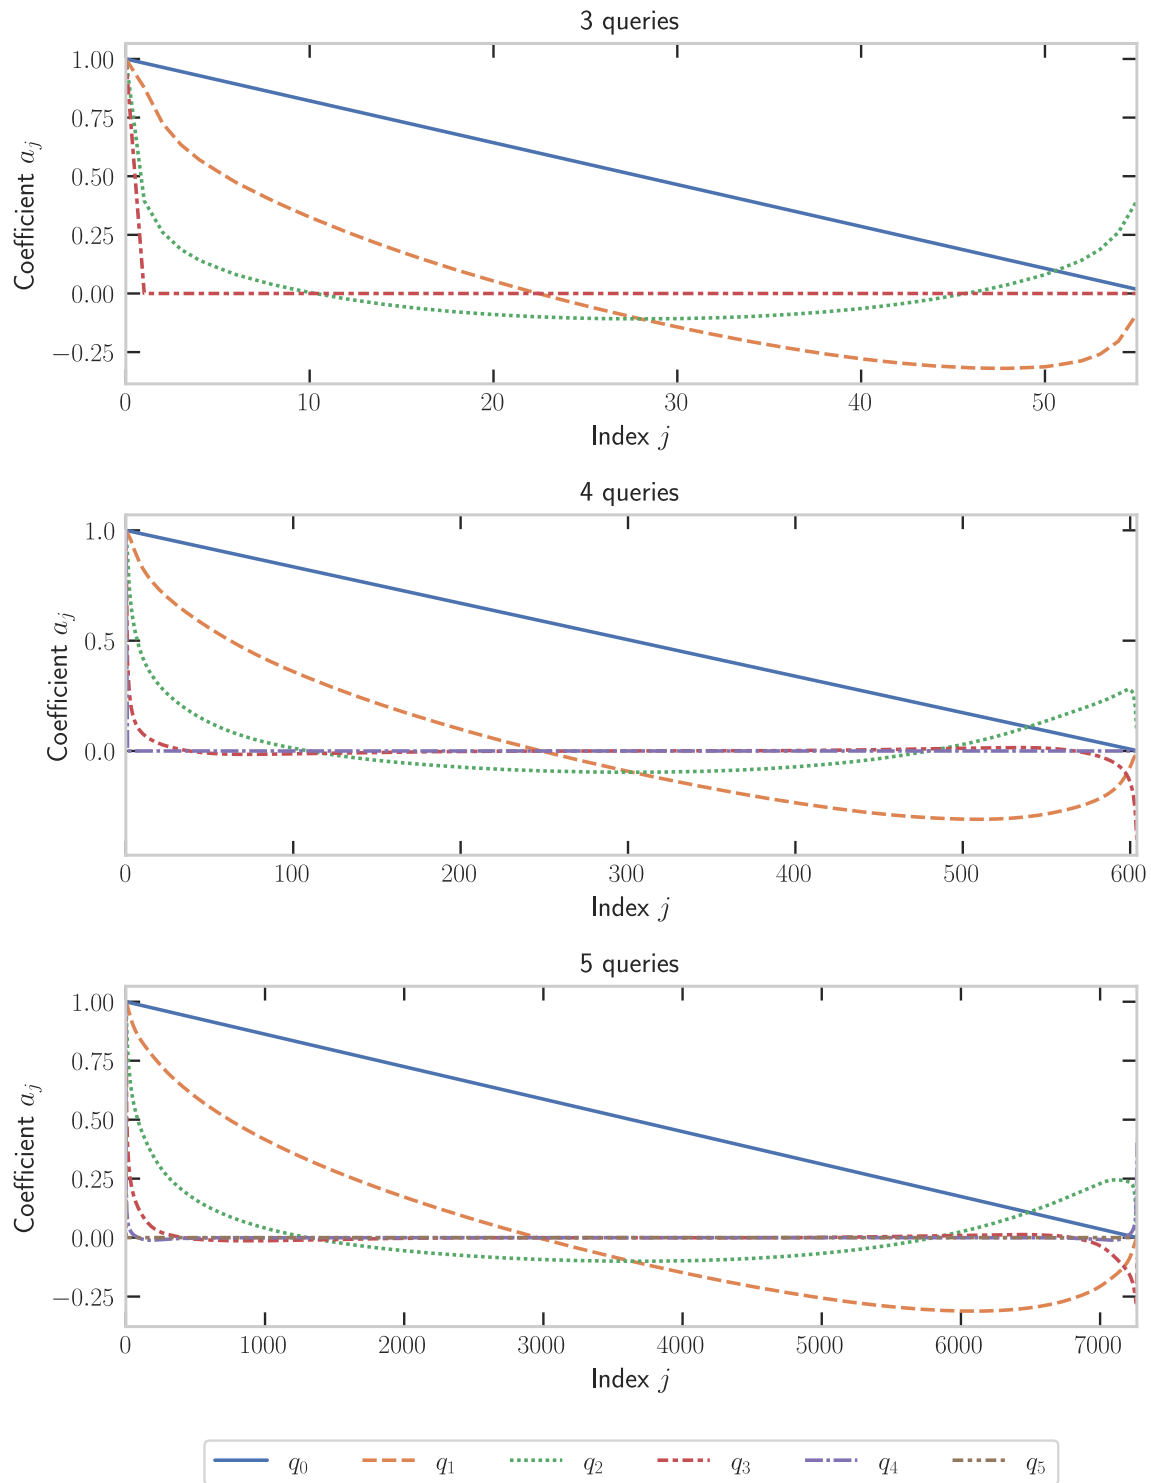 3 queries
1.00
0.75
0.50
0.25
0.00
−0.25
Coefficient a_j
0 10 20 30 40 50
Index j
4 queries
1.0
0.5
0.0
Coefficient a_j
0 100 200 300 400 500 600
Index j
5 queries
1.00
0.75
0.50
0.25
0.00
−0.25
Coefficient a_j
0 1000 2000 3000 4000 5000 6000 7000
Index j
q_0 q_1 q_2 q_3 q_4 q_5